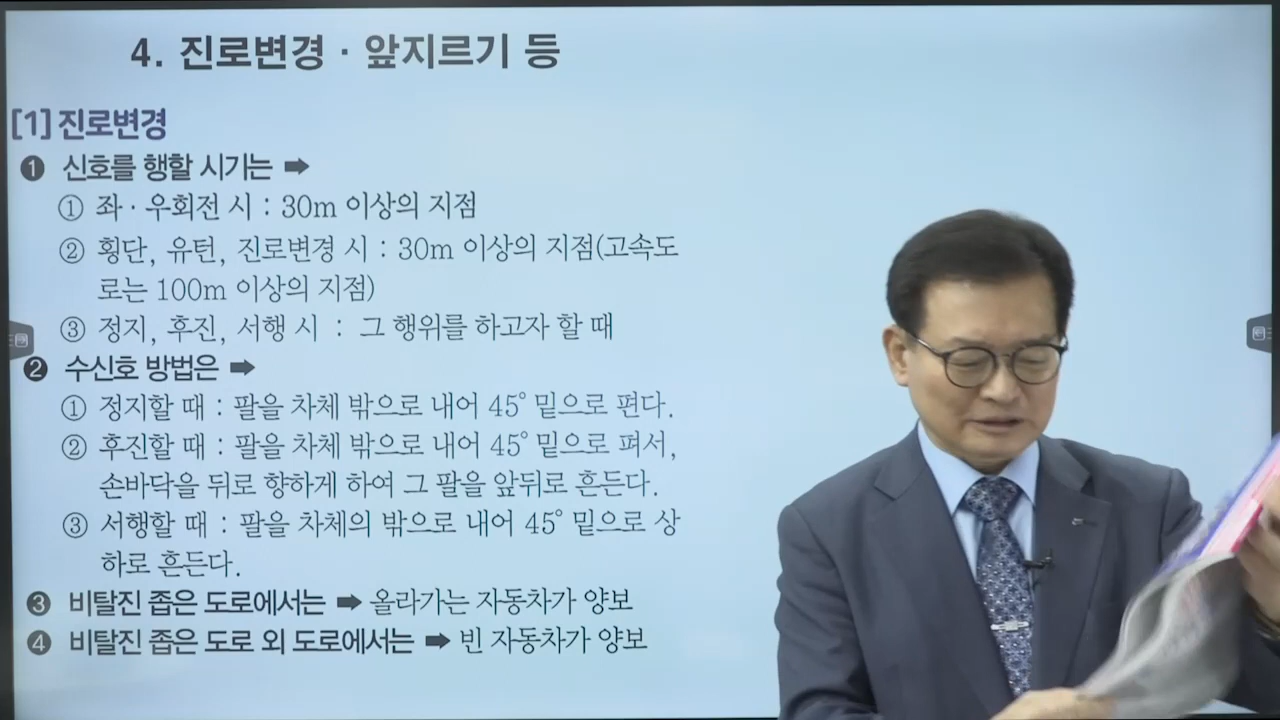 4. 진로변경 · 앞지르기 등
[1] 진로변경
❶ 신호를 행할 시기는 ➡
① 좌 · 우회전 시 : 30m 이상의 지점
② 횡단, 유턴, 진로변경 시 : 30m 이상의 지점(고속도
로는 100m 이상의 지점)
③ 정지, 후진, 서행 시 : 그 행위를 하고자 할 때
❷ 수신호 방법은 ➡
① 정지할 때 : 팔을 차체 밖으로 내어 45° 밑으로 편다.
② 후진할 때 : 팔을 차체 밖으로 내어 45° 밑으로 펴서,
손바닥을 뒤로 향하게 하여 그 팔을 앞뒤로 흔든다.
③ 서행할 때 : 팔을 차체의 밖으로 내어 45° 밑으로 상
하로 흔든다.
❸ 비탈진 좁은 도로에서는 ➡ 올라가는 자동차가 양보
❹ 비탈진 좁은 도로 외 도로에서는 ➡ 빈 자동차가 양보